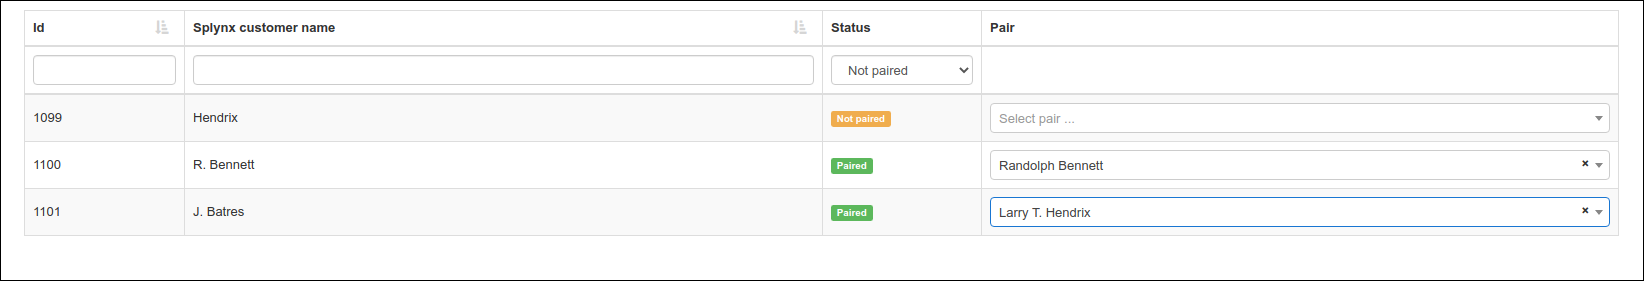 Id Splynx customer name Status Pair
Not paired
1099 Hendrix Not paired Select pair ...
1100 R. Bennett Paired Randolph Bennett ×
1101 J. Batres Paired Larry T. Hendrix ×